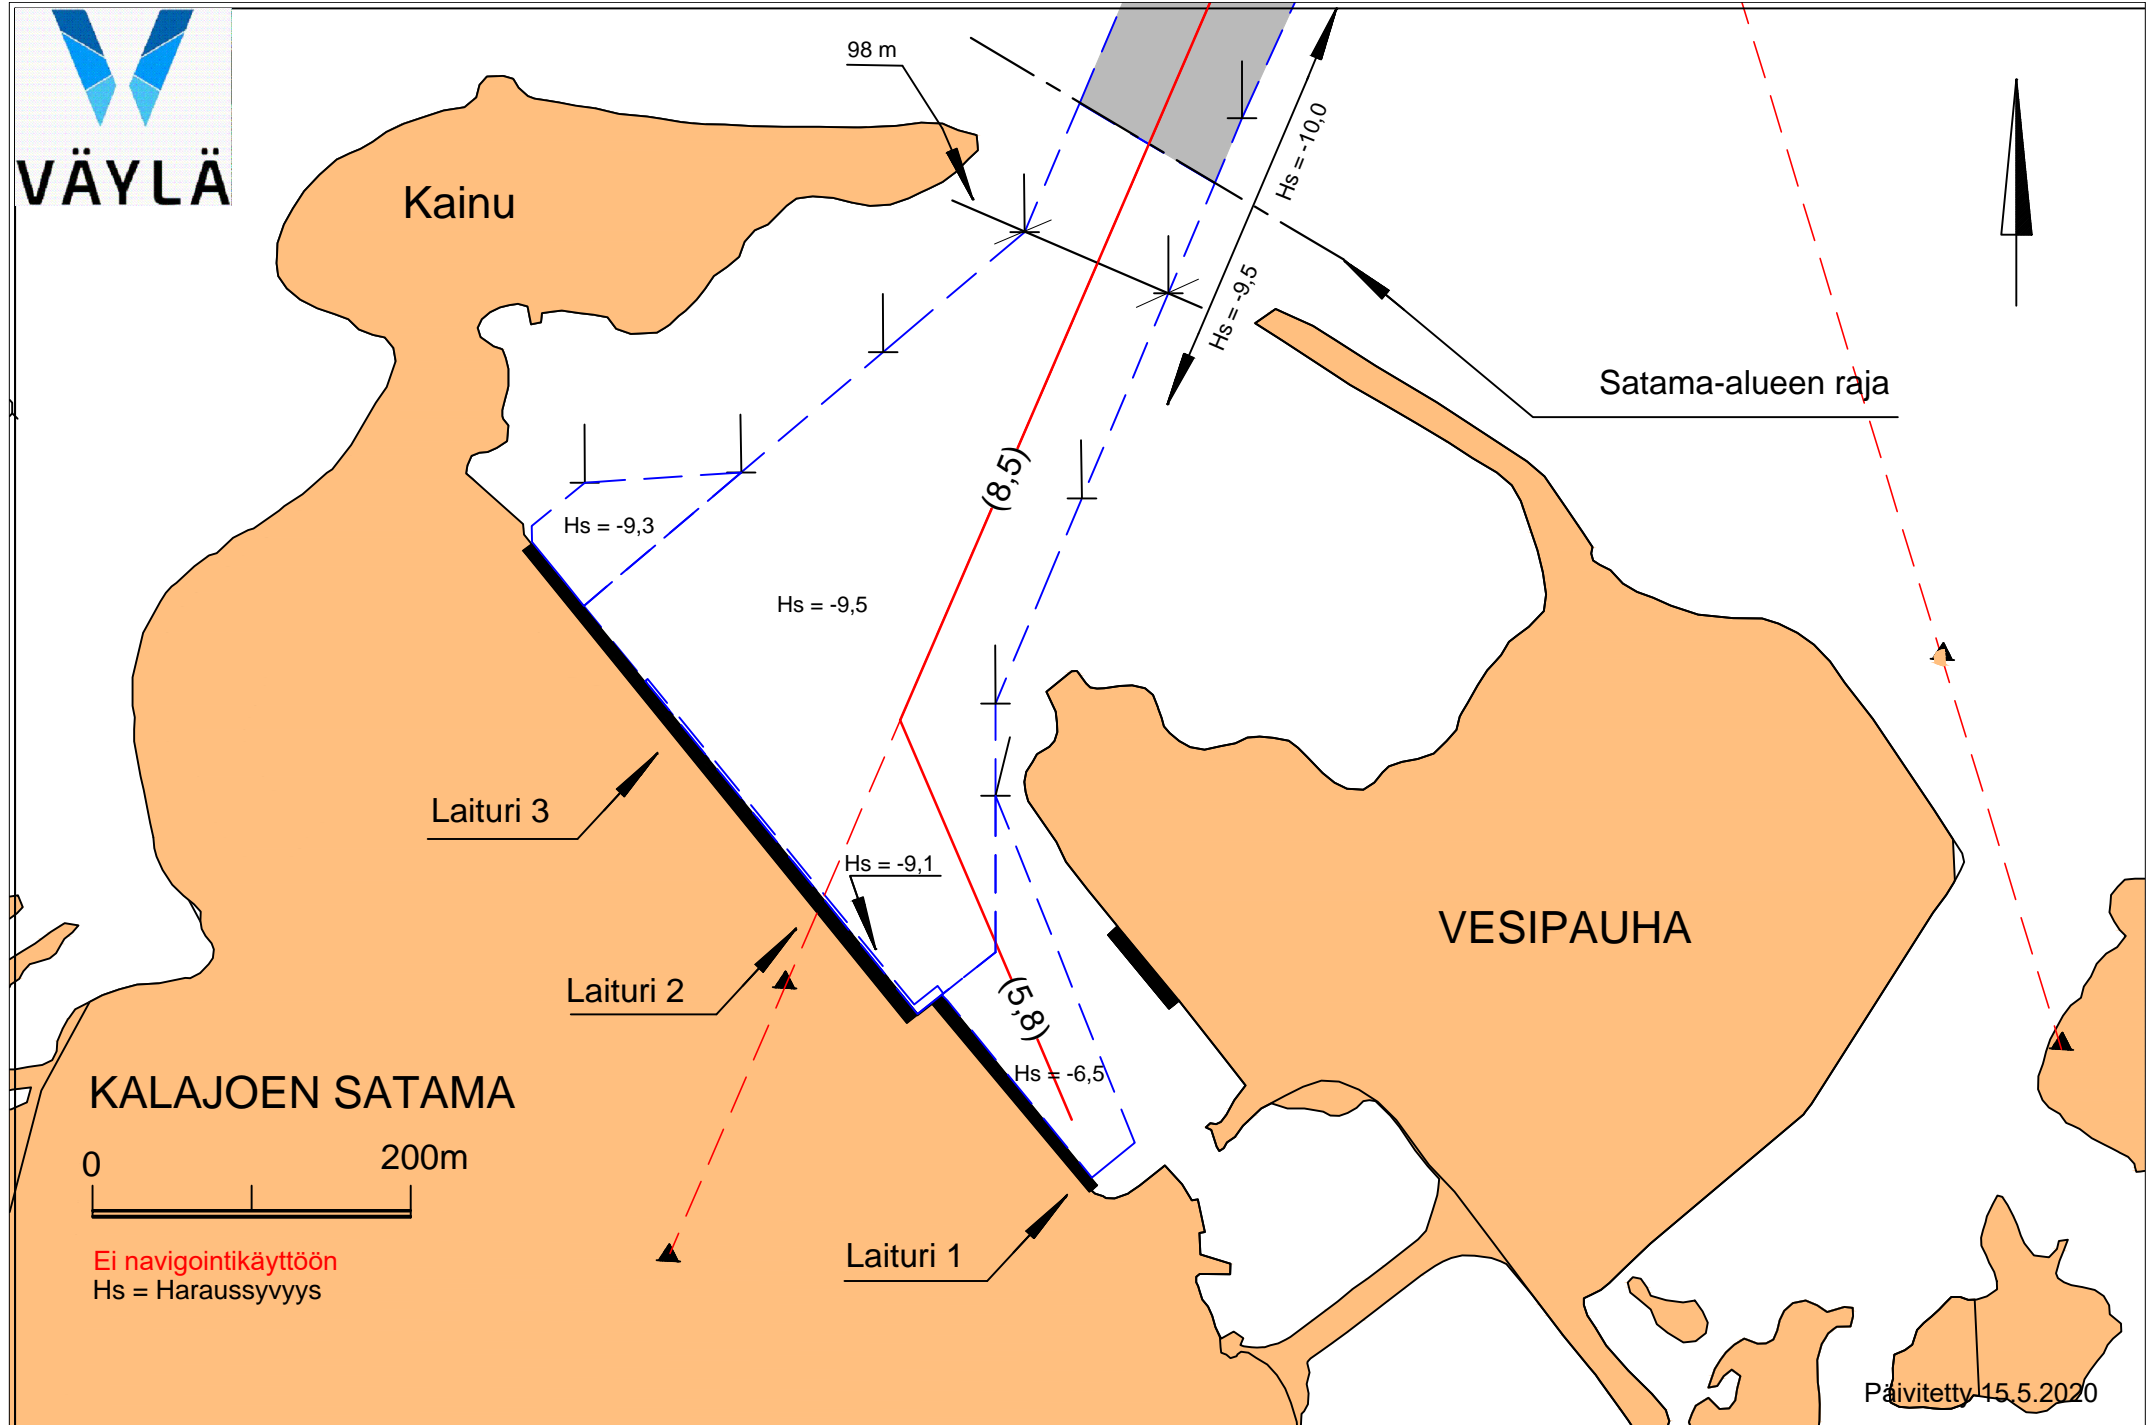 VÄYLÄ
98 m
Kainu
Hs = -10,0
Hs = -9,5
Satama-alueen raja
(8,5)
Hs = -9,3
Hs = -9,5
Laituri 3
Hs = -9,1
VESIPAUHA
Laituri 2
(5,8)
Hs = -6,5
KALAJOEN SATAMA
0 200m
Laituri 1
Ei navigointikäyttöön
Hs = Haraussyvyys
Päivitetty 15.5.2020